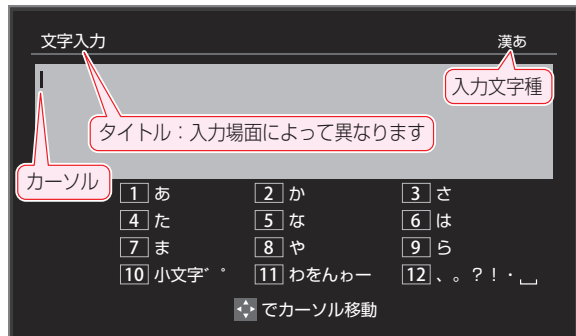 文字入力
漢あ
入力文字種
タイトル：入力場面によって異なります
カーソル
1 あ 2 か 3 さ
4 た 5 な 6 は
7 ま 8 や 9 ら
10 小文字゛゜ 11 わをんゎー 12 、。？！・␣
でカーソル移動